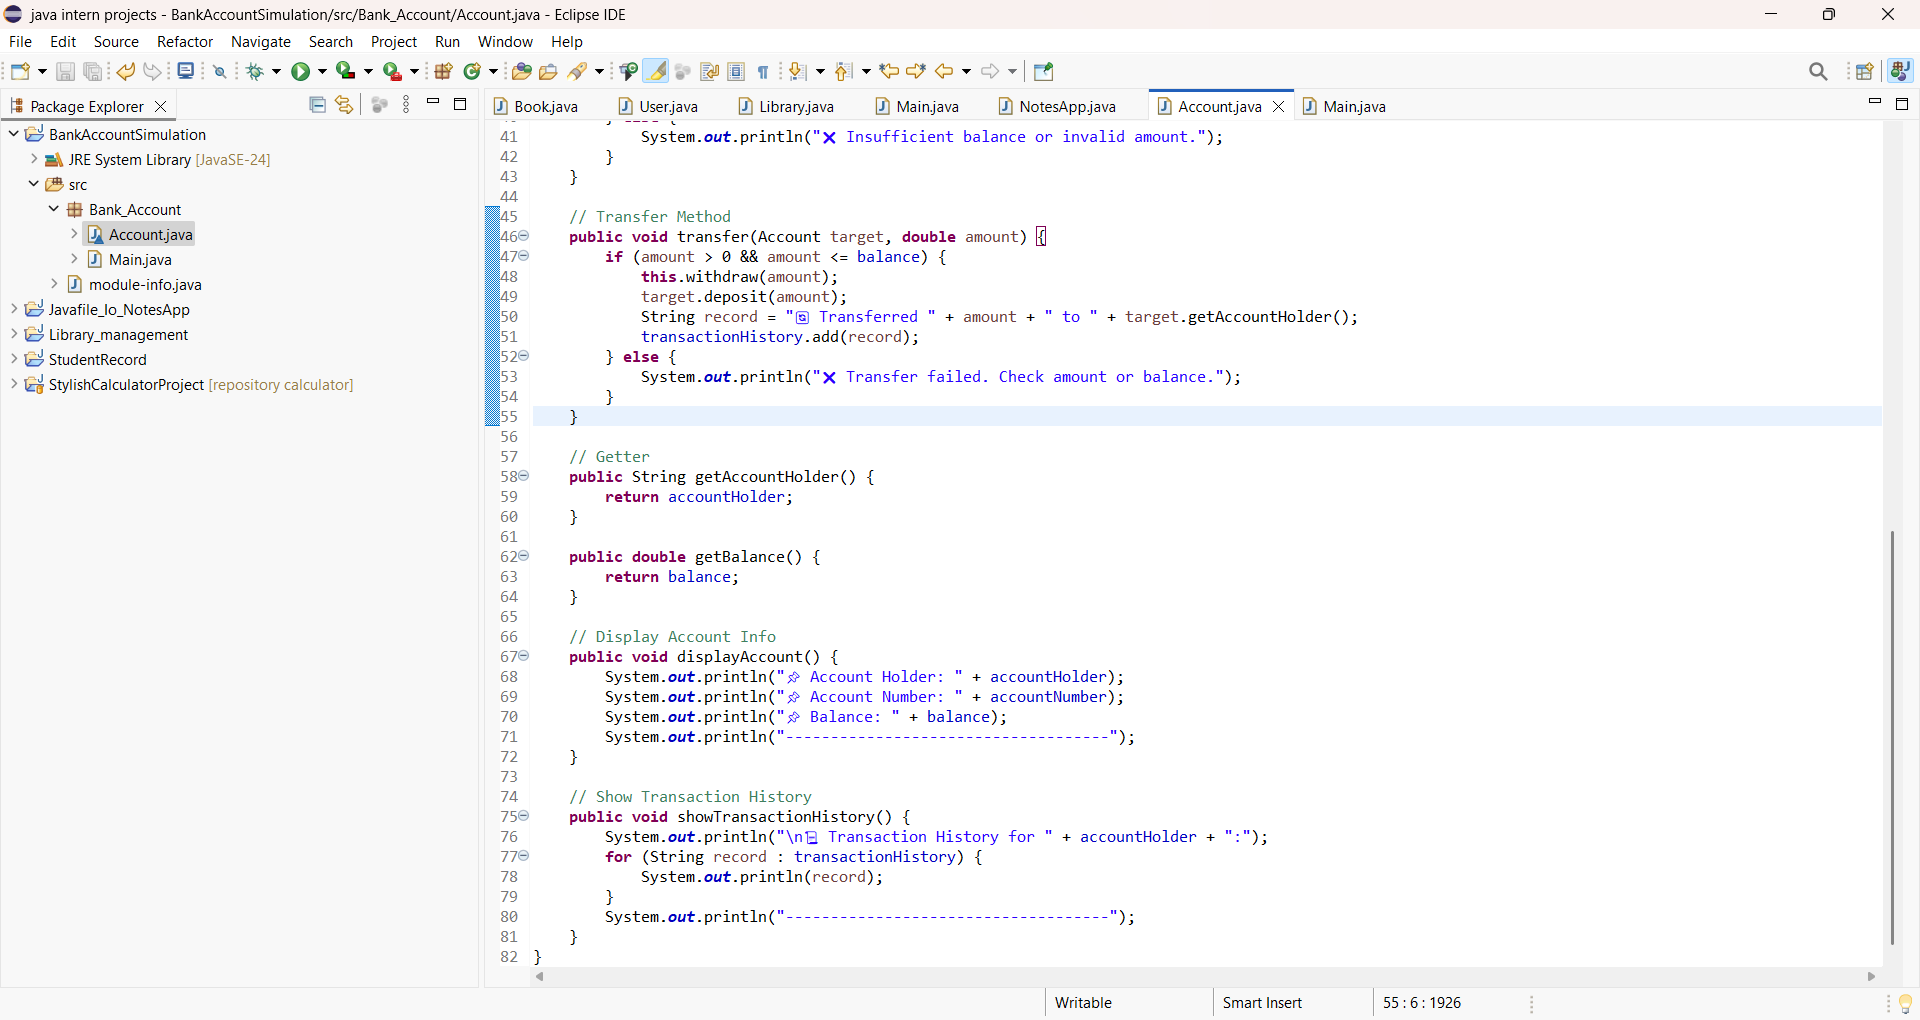 java intern projects - BankAccountSimulation/src/Bank_Account/Account.java - Eclipse IDE
File Edit Source Refactor Navigate Search Project Run Window Help
Package Explorer
BankAccountSimulation
JRE System Library [JavaSE-24]
src
Bank_Account
Account.java
Main.java
module-info.java
Javafile_Io_NotesApp
Library_management
StudentRecord
StylishCalculatorProject [repository calculator]
Book.java User.java Library.java Main.java NotesApp.java Account.java Main.java
41 System.out.println("❌ Insufficient balance or invalid amount.");
42 }
43 }
44
45 // Transfer Method
46 public void transfer(Account target, double amount) {
47 if (amount > 0 && amount <= balance) {
48 this.withdraw(amount);
49 target.deposit(amount);
50 String record = "🔄 Transferred " + amount + " to " + target.getAccountHolder();
51 transactionHistory.add(record);
52 } else {
53 System.out.println("❌ Transfer failed. Check amount or balance.");
54 }
55 }
56
57 // Getter
58 public String getAccountHolder() {
59 return accountHolder;
60 }
61
62 public double getBalance() {
63 return balance;
64 }
65
66 // Display Account Info
67 public void displayAccount() {
68 System.out.println("📌 Account Holder: " + accountHolder);
69 System.out.println("📌 Account Number: " + accountNumber);
70 System.out.println("📌 Balance: " + balance);
71 System.out.println("------------------------------------");
72 }
73
74 // Show Transaction History
75 public void showTransactionHistory() {
76 System.out.println("\n📜 Transaction History for " + accountHolder + ":");
77 for (String record : transactionHistory) {
78 System.out.println(record);
79 }
80 System.out.println("------------------------------------");
81 }
82 }
Writable Smart Insert 55 : 6 : 1926